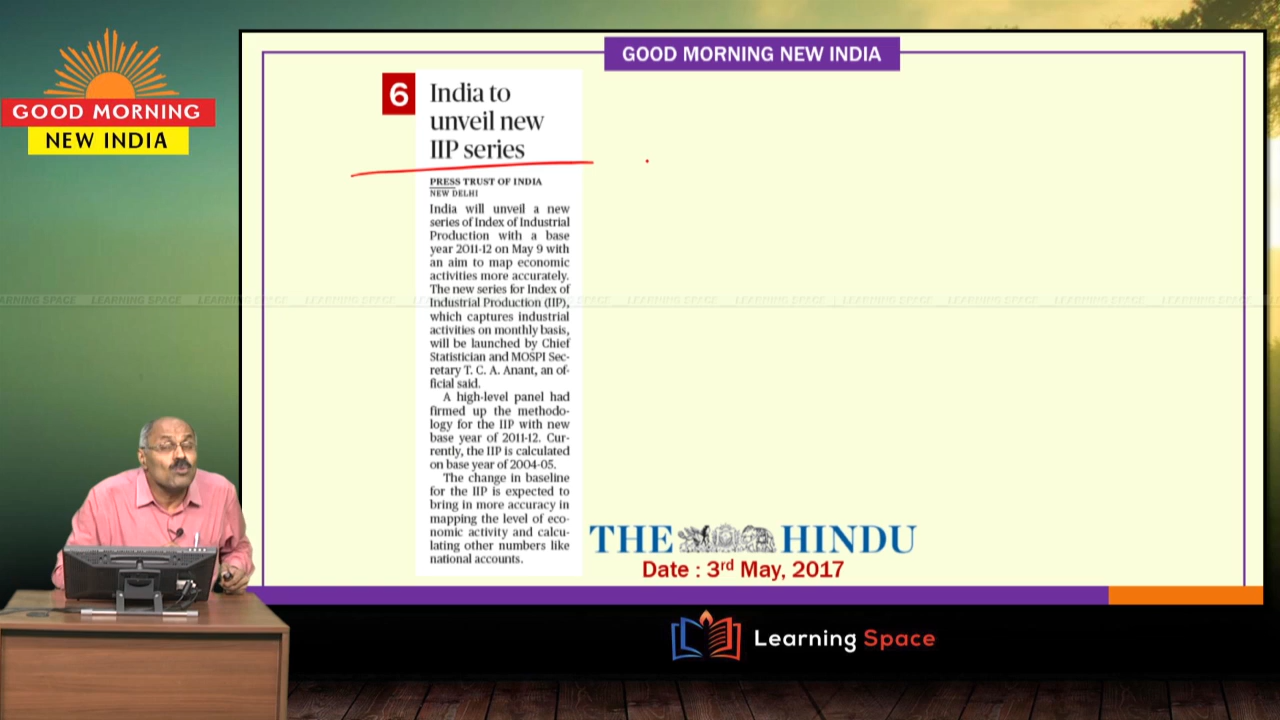 GOOD MORNING
NEW INDIA
GOOD MORNING NEW INDIA
6
India to
unveil new
IIP series
PRESS TRUST OF INDIA
NEW DELHI
India will unveil a new
series of Index of Industrial
Production with a base
year 2011-12 on May 9 with
an aim to map economic
activities more accurately.
The new series for Index of
Industrial Production (IIP),
which captures industrial
activities on monthly basis,
will be launched by Chief
Statistician and MOSPI Sec-
retary T. C. A. Anant, an of-
ficial said.
A high-level panel had
firmed up the methodo-
logy for the IIP with new
base year of 2011-12. Cur-
rently, the IIP is calculated
on base year of 2004-05.
The change in baseline
for the IIP is expected to
bring in more accuracy in
mapping the level of eco-
nomic activity and calcu-
lating other numbers like
national accounts.
THE HINDU
Date : 3rd May, 2017
Learning Space